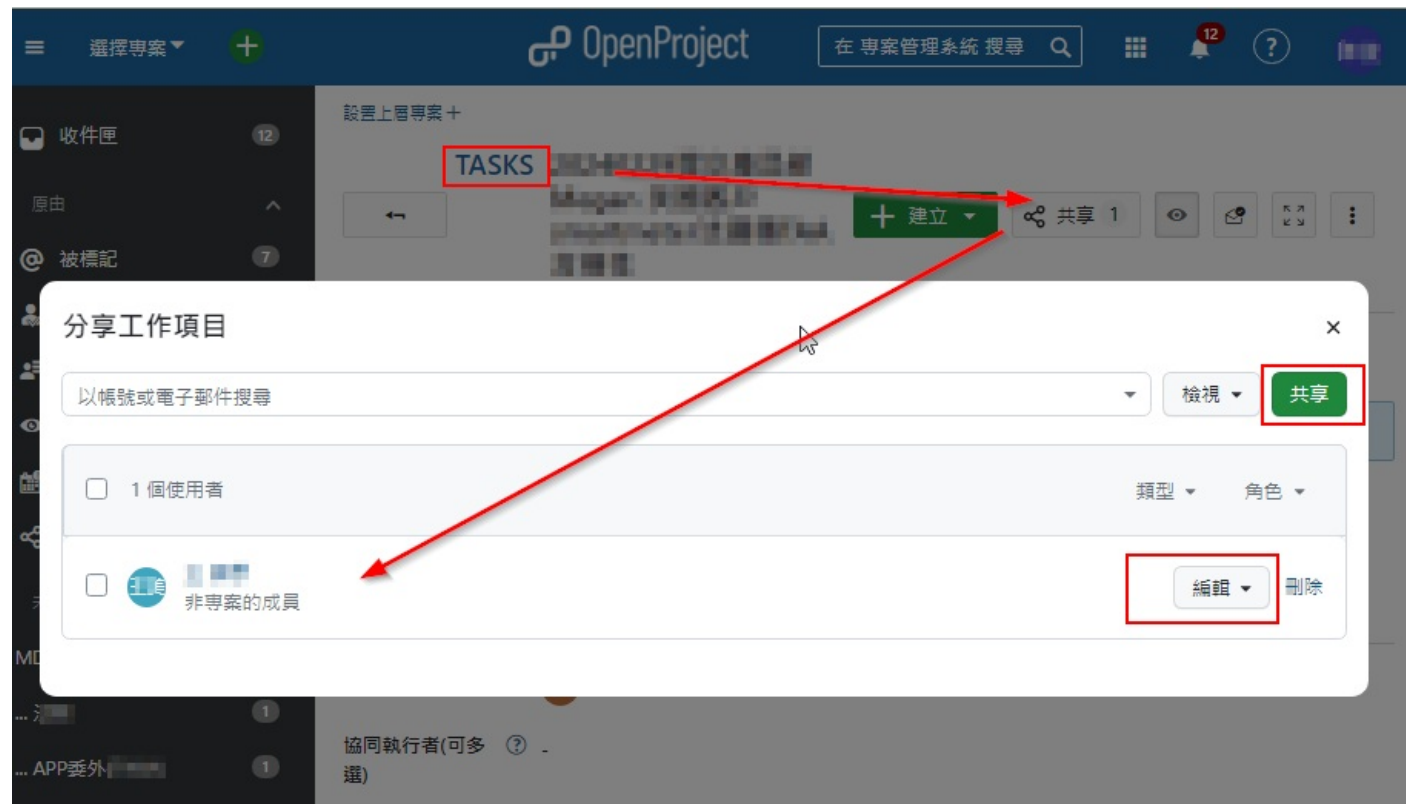 選擇專案
OpenProject
在 專案管理系統 搜尋
12
?
收件匣
12
設置上層專案＋
TASKS
原由
建立
共享 1
被標記
7
分享工作項目
×
以帳號或電子郵件搜尋
檢視
共享
1 個使用者
類型
角色
非專案的成員
編輯
刪除
...
1
... APP委外
1
協同執行者(可多選)
?
-